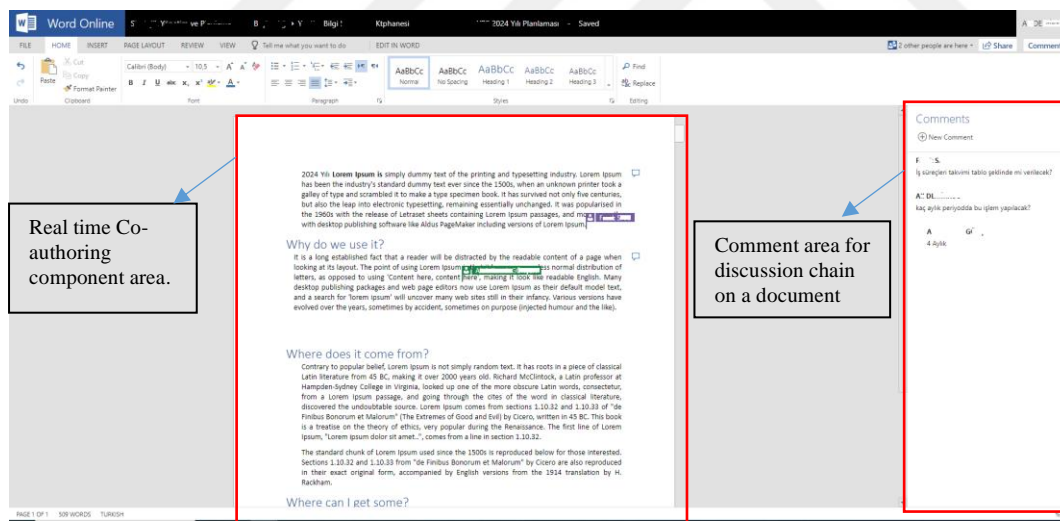 Word Online
ve
Bilgi
Ktphanesi
2024 Yılı Planlaması - Saved
FILE HOME INSERT PAGE LAYOUT REVIEW VIEW Tell me what you want to do EDIT IN WORD
2 other people are here Share Comment
Paste
Cut
Copy
Format Painter
Calibri (Body) 10,5
AaBbCc AaBbCc AaBbCc AaBbCc AaBbCc
Normal No Spacing Heading 1 Heading 2 Heading 3
Find
Replace
Undo Clipboard Font Paragraph Styles Editing
Real time Co-
authoring
component area.
2024 Yılı Lorem Ipsum is simply dummy text of the printing and typesetting industry. Lorem Ipsum
has been the industry's standard dummy text ever since the 1500s, when an unknown printer took a
galley of type and scrambled it to make a type specimen book. It has survived not only five centuries,
but also the leap into electronic typesetting, remaining essentially unchanged. It was popularised in
the 1960s with the release of Letraset sheets containing Lorem Ipsum passages, and
with desktop publishing software like Aldus PageMaker including versions of Lorem Ipsum.
Why do we use it?
It is a long established fact that a reader will be distracted by the readable content of a page when
looking at its layout. The point of using Lorem Ipsum normal distribution of
letters, as opposed to using 'Content here, content here', making it look like readable English. Many
desktop publishing packages and web page editors now use Lorem Ipsum as their default model text,
and a search for 'lorem ipsum' will uncover many web sites still in their infancy. Various versions have
evolved over the years, sometimes by accident, sometimes on purpose (injected humour and the like).
Where does it come from?
Contrary to popular belief, Lorem Ipsum is not simply random text. It has roots in a piece of classical
Latin literature from 45 BC, making it over 2000 years old. Richard McClintock, a Latin professor at
Hampden-Sydney College in Virginia, looked up one of the more obscure Latin words, consectetur,
from a Lorem Ipsum passage, and going through the cites of the word in classical literature,
discovered the undoubtable source. Lorem Ipsum comes from sections 1.10.32 and 1.10.33 of "de
Finibus Bonorum et Malorum" (The Extremes of Good and Evil) by Cicero, written in 45 BC. This book
is a treatise on the theory of ethics, very popular during the Renaissance. The first line of Lorem
Ipsum, "Lorem ipsum dolor sit amet..", comes from a line in section 1.10.32.
The standard chunk of Lorem Ipsum used since the 1500s is reproduced below for those interested.
Sections 1.10.32 and 1.10.33 from "de Finibus Bonorum et Malorum" by Cicero are also reproduced
in their exact original form, accompanied by English versions from the 1914 translation by H.
Rackham.
Where can I get some?
Comment area for
discussion chain
on a document
Comments
New Comment
İş süreçleri takvimi tablo şeklinde mi verilecek?
kaç aylık periyodda bu işlem yapılacak?
4 Aylık
PAGE 1 OF 1 509 WORDS TURKISH